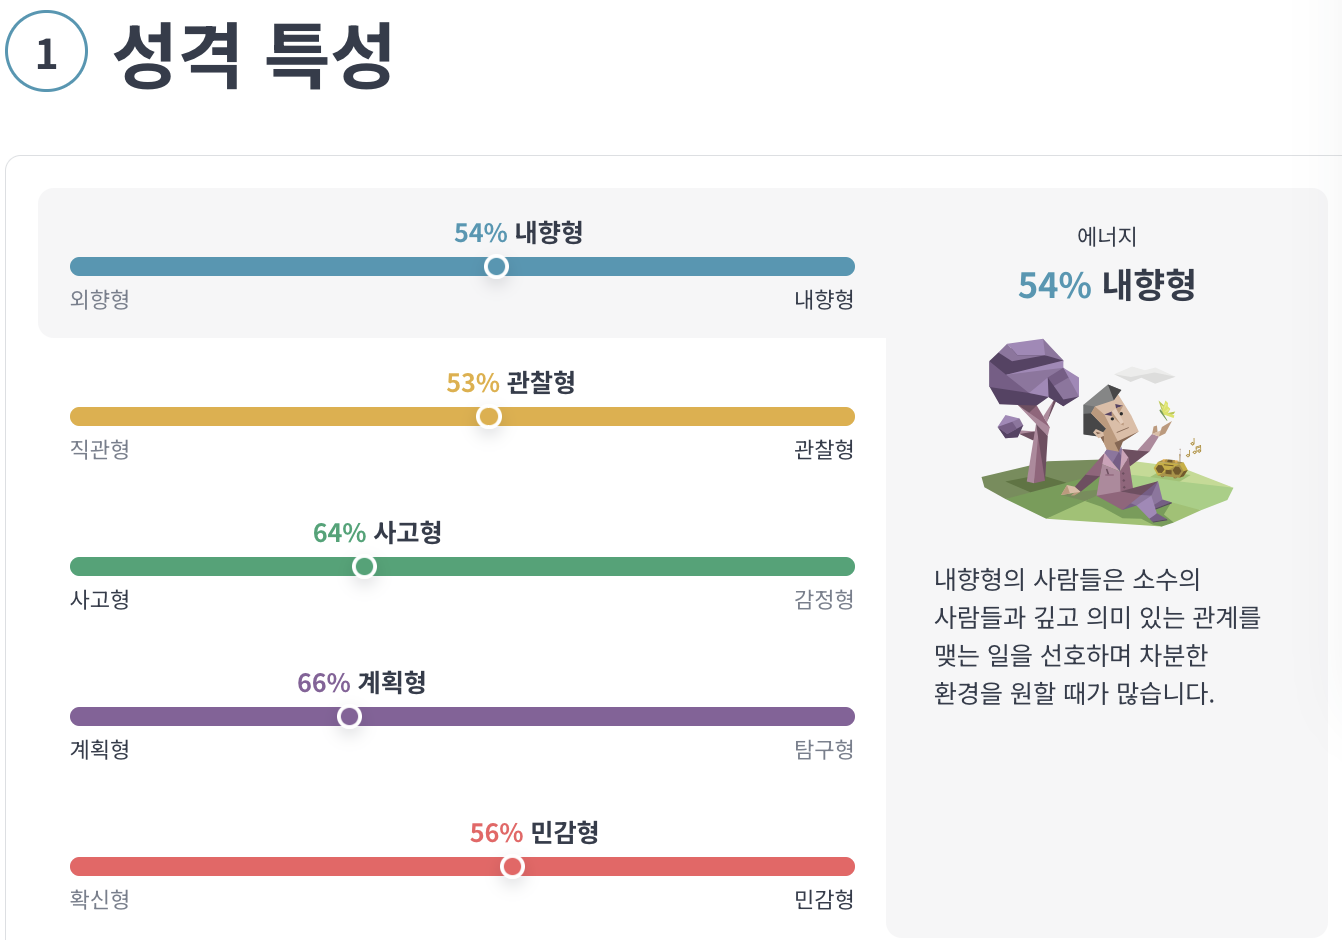 1 성격 특성
54% 내향형
외향형 내향형
53% 관찰형
직관형 관찰형
64% 사고형
사고형 감정형
66% 계획형
계획형 탐구형
56% 민감형
확신형 민감형
에너지
54% 내향형
내향형의 사람들은 소수의
사람들과 깊고 의미 있는 관계를
맺는 일을 선호하며 차분한
환경을 원할 때가 많습니다.